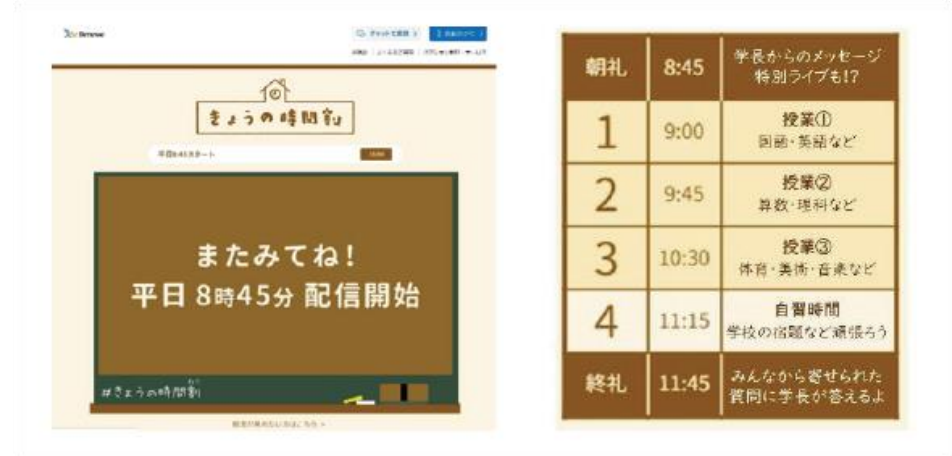 きょうの時間割
またみてね!
平日8時45分 配信開始
#きょうの時間割
わり
朝礼 8:45 学長からのメッセージ
特別ライブも!?
1 9:00 授業①
国語・英語など
2 9:45 授業②
算数・理科など
3 10:30 授業③
体育・美術・音楽など
4 11:15 自習時間
学校の宿題など頑張ろう
終礼 11:45 みんなから寄せられた
質問に学長が答えるよ